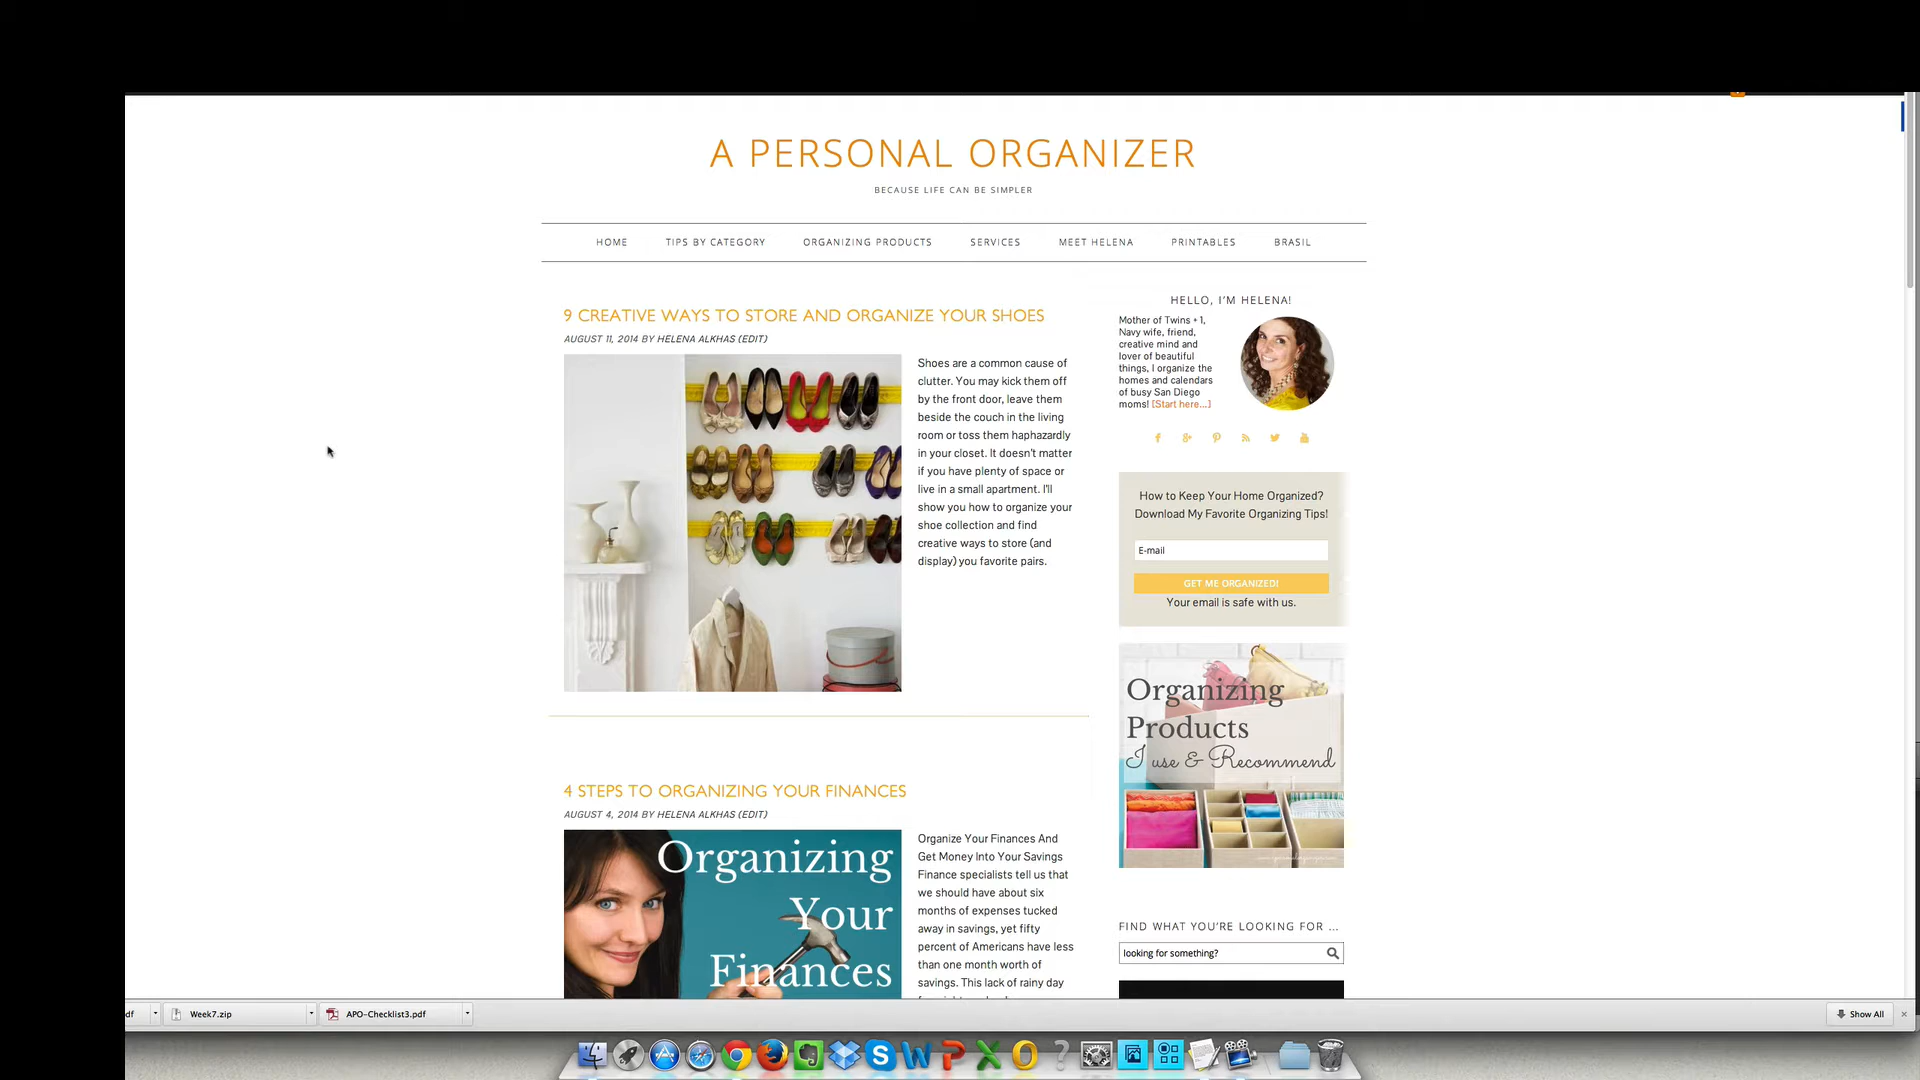 A PERSONAL ORGANIZER
BECAUSE LIFE CAN BE SIMPLER
HOME TIPS BY CATEGORY ORGANIZING PRODUCTS SERVICES MEET HELENA PRINTABLES BRASIL
9 CREATIVE WAYS TO STORE AND ORGANIZE YOUR SHOES
AUGUST 11, 2014 BY HELENA ALKHAS (EDIT)
Shoes are a common cause of
clutter. You may kick them off
by the front door, leave them
beside the couch in the living
room or toss them haphazardly
in your closet. It doesn't matter
if you have plenty of space or
live in a small apartment. I'll
show you how to organize your
shoe collection and find
creative ways to store (and
display) you favorite pairs.
4 STEPS TO ORGANIZING YOUR FINANCES
AUGUST 4, 2014 BY HELENA ALKHAS (EDIT)
Organizing
Your
Finances
Organize Your Finances And
Get Money Into Your Savings
Finance specialists tell us that
we should have about six
months of expenses tucked
away in savings, yet fifty
percent of Americans have less
than one month worth of
savings. This lack of rainy day
HELLO, I'M HELENA!
Mother of Twins + 1,
Navy wife, friend,
creative mind and
lover of beautiful
things, I organize the
homes and calendars
of busy San Diego
moms! [Start here...]
How to Keep Your Home Organized?
Download My Favorite Organizing Tips!
E-mail
GET ME ORGANIZED!
Your email is safe with us.
Organizing
Products
I use & Recommend
FIND WHAT YOU'RE LOOKING FOR ...
looking for something?
df Week7.zip APO-Checklist3.pdf Show All